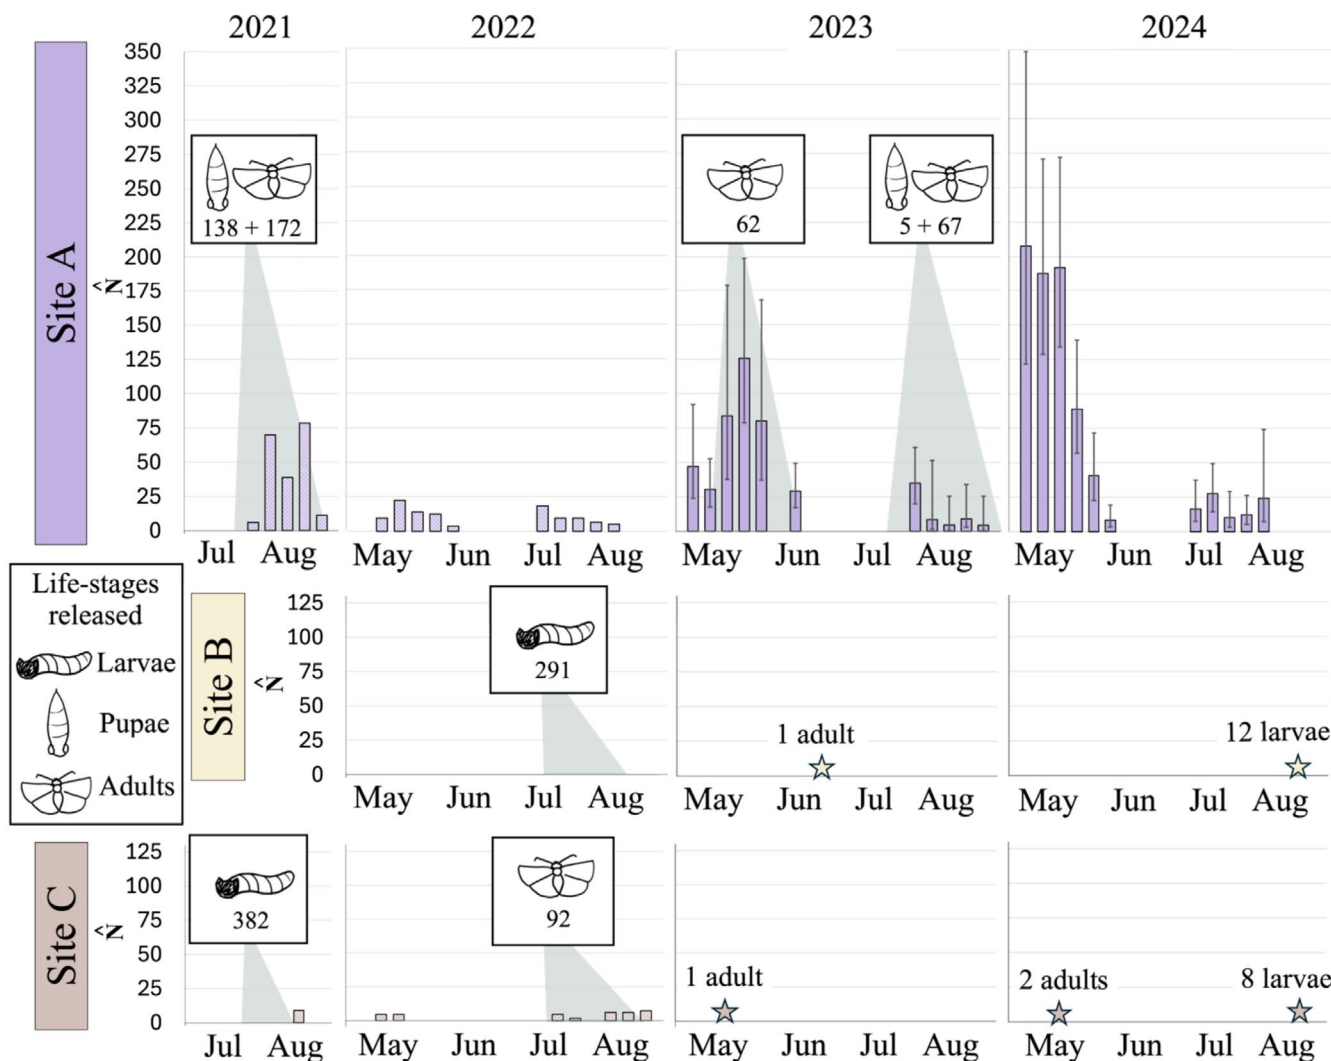 2021 2022 2023 2024
Site A
N̂
350
325
300
275
250
225
200
175
150
125
100
75
50
25
0
138 + 172
62
5 + 67
Jul Aug May Jun Jul Aug May Jun Jul Aug May Jun Jul Aug
Life-stages
released
Larvae
Pupae
Adults
Site B
N̂
125
100
75
50
25
0
291
1 adult
12 larvae
May Jun Jul Aug May Jun Jul Aug May Jun Jul Aug
Site C
N̂
125
100
75
50
25
0
382
92
1 adult
2 adults
8 larvae
Jul Aug May Jun Jul Aug May Jun Jul Aug May Jun Jul Aug